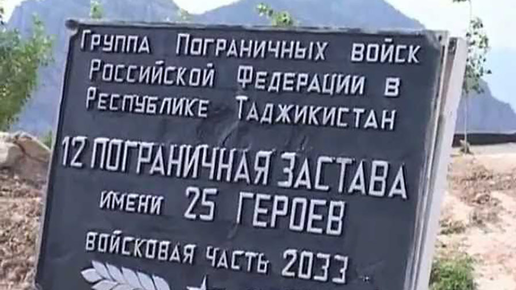 Группа Пограничных войск
Российской Федерации в
Республике Таджикистан
12 ПОГРАНИЧНАЯ ЗАСТАВА
имени 25 ГЕРОЕВ
войсковая часть 2033